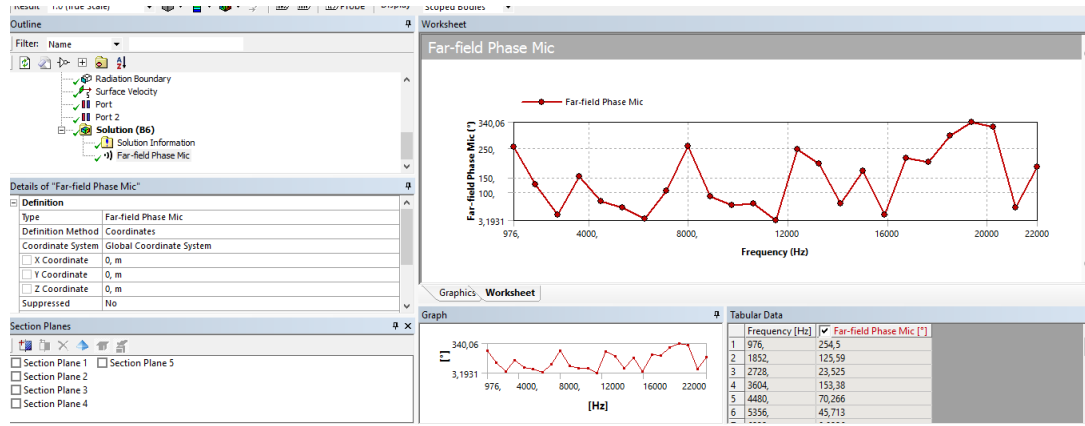 Result 1.0 (True Scale)
Probe Display Scoped Bodies
Outline
Filter: Name
Radiation Boundary
Surface Velocity
Port
Port 2
Solution (B6)
Solution Information
Far-field Phase Mic
Details of "Far-field Phase Mic"
Definition
Type Far-field Phase Mic
Definition Method Coordinates
Coordinate System Global Coordinate System
X Coordinate 0, m
Y Coordinate 0, m
Z Coordinate 0, m
Suppressed No
Section Planes
Section Plane 1 Section Plane 5
Section Plane 2
Section Plane 3
Section Plane 4
Worksheet
Far-field Phase Mic
Far-field Phase Mic
Far-field Phase Mic (°)
340,06
250,
150,
100,
3,1931
976, 4000, 8000, 12000 16000 20000 22000
Frequency (Hz)
Graphics Worksheet
Graph
340,06
[°]
3,1931
976, 4000, 8000, 12000 16000 22000
[Hz]
Tabular Data
Frequency [Hz] Far-field Phase Mic [°]
1 976, 254,5
2 1852, 125,59
3 2728, 23,525
4 3604, 153,38
5 4480, 70,266
6 5356, 45,713